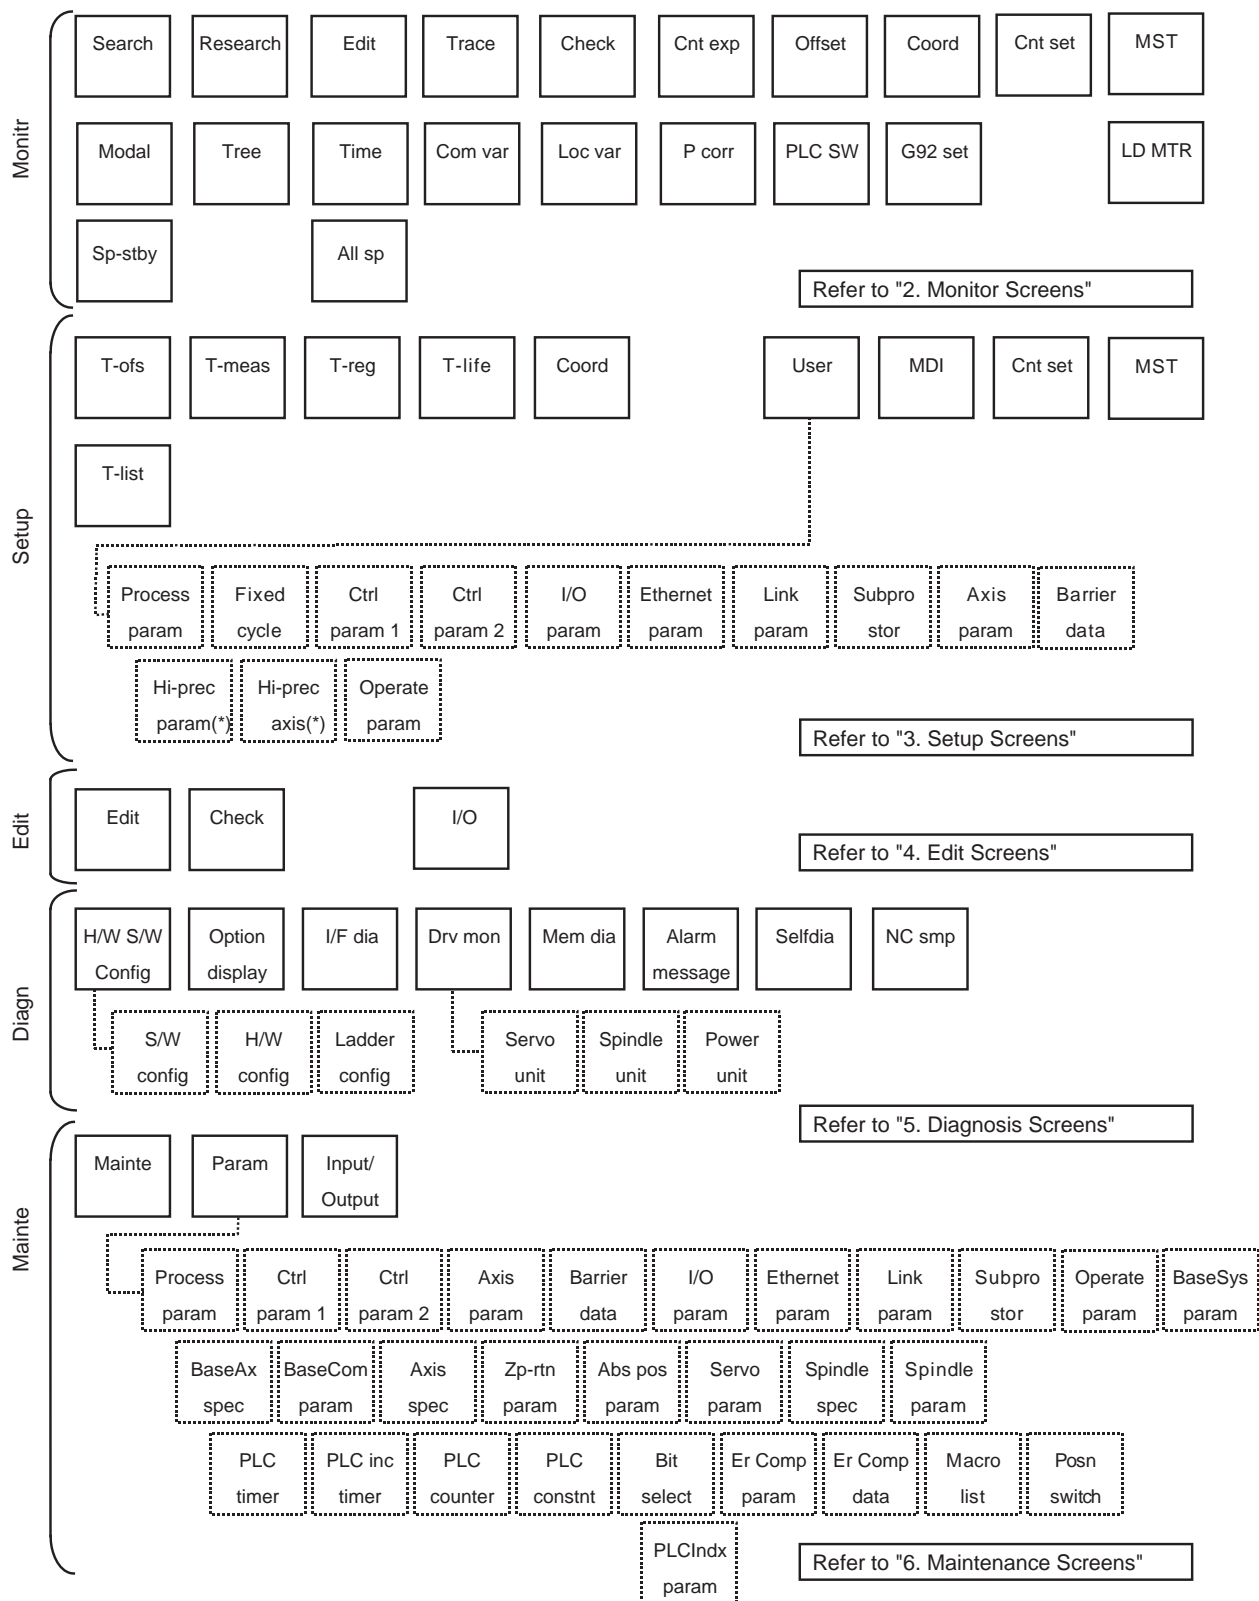 Monitr
Search Research Edit Trace Check Cnt exp Offset Coord Cnt set MST
Modal Tree Time Com var Loc var P corr PLC SW G92 set LD MTR
Sp-stby All sp
Refer to "2. Monitor Screens"
Setup
T-ofs T-meas T-reg T-life Coord User MDI Cnt set MST
T-list
Process Fixed Ctrl Ctrl I/O Ethernet Link Subpro Axis Barrier
param cycle param 1 param 2 param param param stor param data
Hi-prec Hi-prec Operate
param(*) axis(*) param
Refer to "3. Setup Screens"
Edit
Edit Check I/O
Refer to "4. Edit Screens"
Diagn
H/W S/W Option I/F dia Drv mon Mem dia Alarm Selfdia NC smp
Config display message
S/W H/W Ladder Servo Spindle Power
config config config unit unit unit
Refer to "5. Diagnosis Screens"
Mainte
Mainte Param Input/
Output
Process Ctrl Ctrl Axis Barrier I/O Ethernet Link Subpro Operate BaseSys
param param 1 param 2 param data param param param stor param param
BaseAx BaseCom Axis Zp-rtn Abs pos Servo Spindle Spindle
spec param spec param param param spec param
PLC PLC inc PLC PLC Bit Er Comp Er Comp Macro Posn
timer timer counter constnt select param data list switch
PLCIndx
param
Refer to "6. Maintenance Screens"